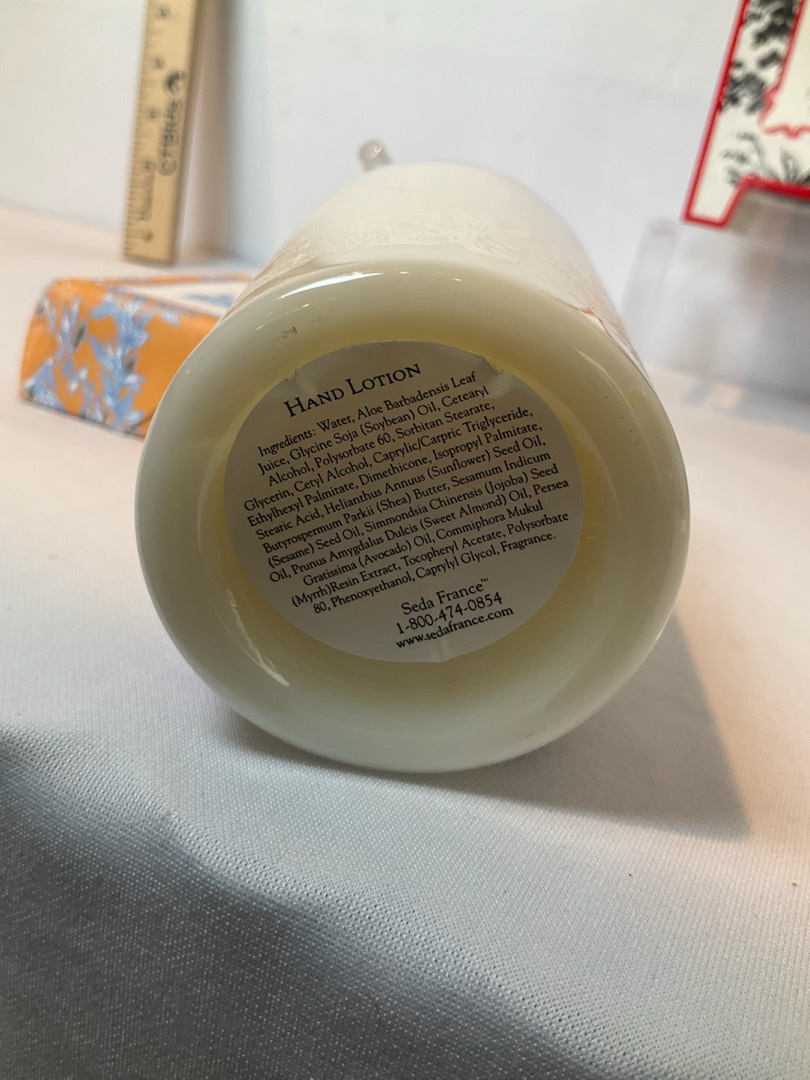 HAND LOTION
Ingredients: Water, Aloe Barbadensis Leaf
Juice, Glycine Soja (Soybean) Oil, Cetearyl
Alcohol, Polysorbate 60, Sorbitan Stearate,
Glycerin, Cetyl Alcohol, Caprylic/Carpric Triglyceride,
Ethylhexyl Palmitate, Dimethicone, Isopropyl Palmitate,
Stearic Acid, Helianthus Annuus (Sunflower) Seed Oil,
Butyrospermum Parkii (Shea) Butter, Sesamum Indicum
(Sesame) Seed Oil, Simmondsia Chinensis (Jojoba) Seed
Oil, Prunus Amygdalus Dulcis (Sweet Almond) Oil, Persea
Gratissima (Avocado) Oil, Commiphora Mukul
(Myrrh)Resin Extract, Tocopheryl Acetate, Polysorbate
80, Phenoxyethanol, Caprylyl Glycol, Fragrance.
Seda France™
1-800-474-0854
www.sedafrance.com